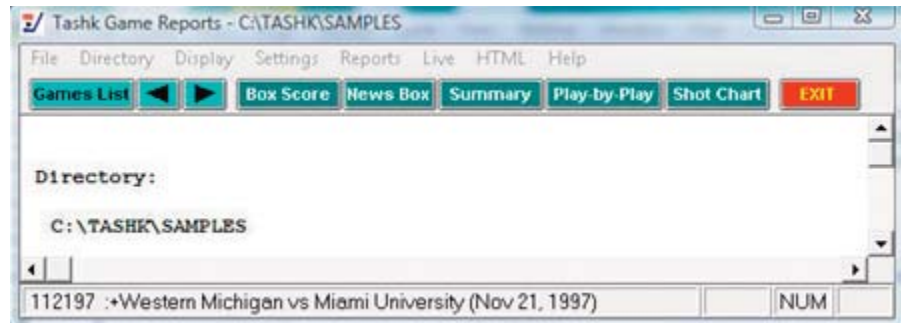 Tashk Game Reports - C:\TASHK\SAMPLES
File Directory Display Settings Reports Live HTML Help
Games List Box Score News Box Summary Play-by-Play Shot Chart EXIT
Directory:
C:\TASHK\SAMPLES
112197 :+Western Michigan vs Miami University (Nov 21, 1997) NUM